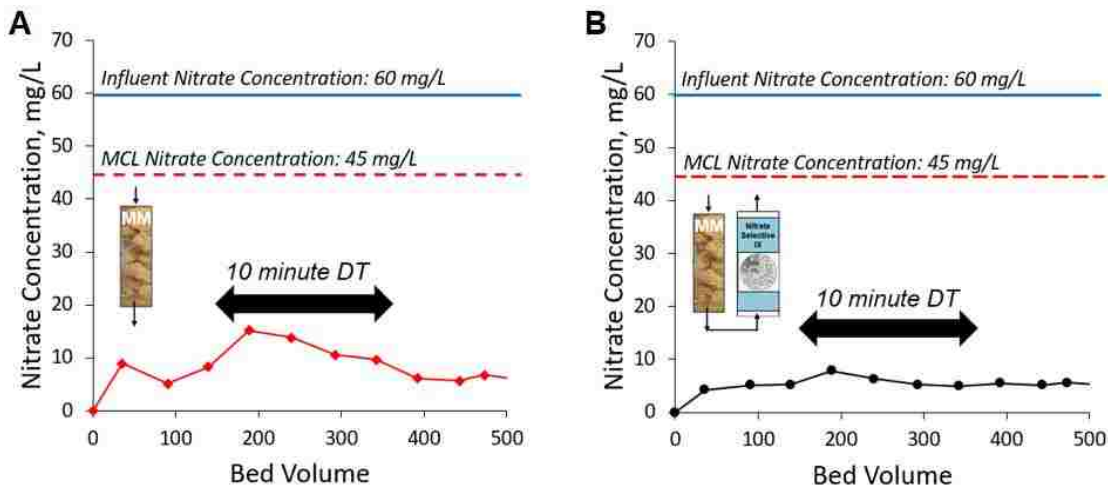 A
Nitrate Concentration, mg/L
70
60
50
40
30
20
10
0
Influent Nitrate Concentration: 60 mg/L
MCL Nitrate Concentration: 45 mg/L
MM
10 minute DT
0 100 200 300 400 500
Bed Volume
B
Nitrate Concentration, mg/L
70
60
50
40
30
20
10
0
Influent Nitrate Concentration: 60 mg/L
MCL Nitrate Concentration: 45 mg/L
MM
Nitrate
Selective
IX
10 minute DT
0 100 200 300 400 500
Bed Volume